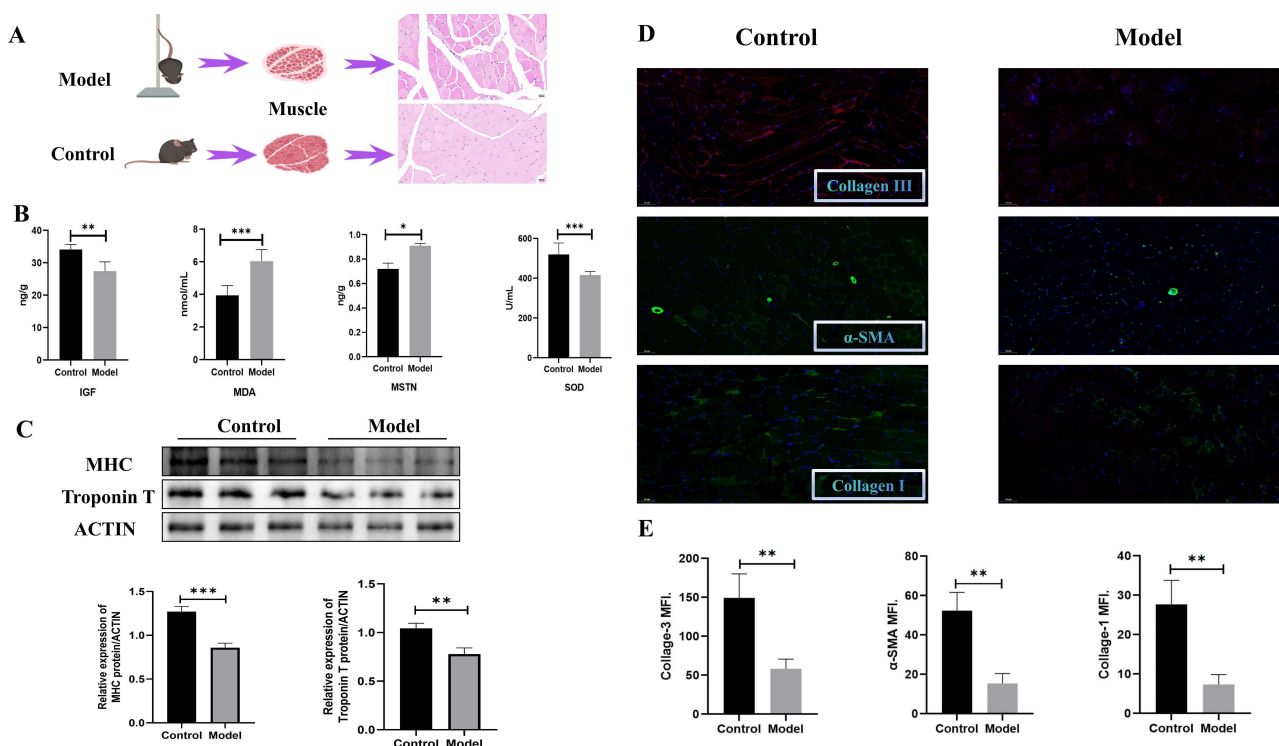 A
Model
Muscle
Control
B
40
30
20
10
0
ng/g
**
Control Model
IGF
8
6
4
2
0
nmol/mL
***
Control Model
MDA
1.0
0.8
0.6
0.4
0.2
0.0
ng/g
*
Control Model
MSTN
600
400
200
0
U/mL
***
Control Model
SOD
C
Control Model
MHC
Troponin T
ACTIN
Relative expression of
MHC protein/ACTIN
1.5
1.0
0.5
0.0
***
Control Model
Relative expression of
Troponin T protein/ACTIN
1.5
1.0
0.5
0.0
**
Control Model
D
Control Model
Collagen III
α-SMA
Collagen I
E
Collage-3 MFI.
200
150
100
50
0
**
Control Model
α-SMA MFI.
80
60
40
20
0
**
Control Model
Collage-1 MFI.
40
30
20
10
0
**
Control Model